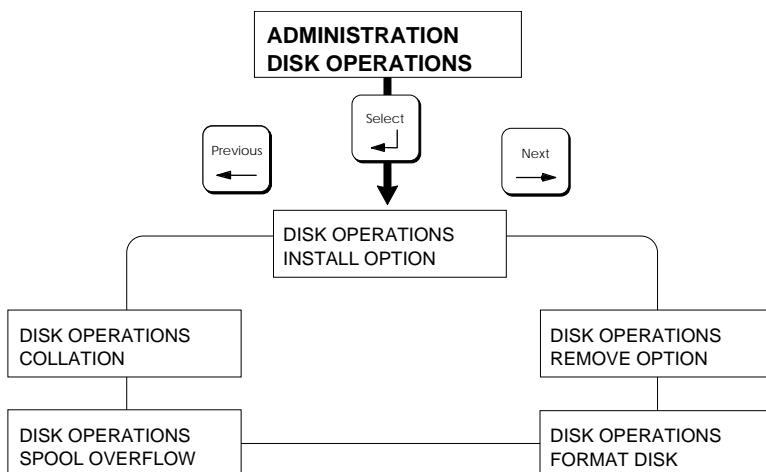 ADMINISTRATION
DISK OPERATIONS
Select
Previous
Next
DISK OPERATIONS
INSTALL OPTION
DISK OPERATIONS
COLLATION
DISK OPERATIONS
REMOVE OPTION
DISK OPERATIONS
SPOOL OVERFLOW
DISK OPERATIONS
FORMAT DISK